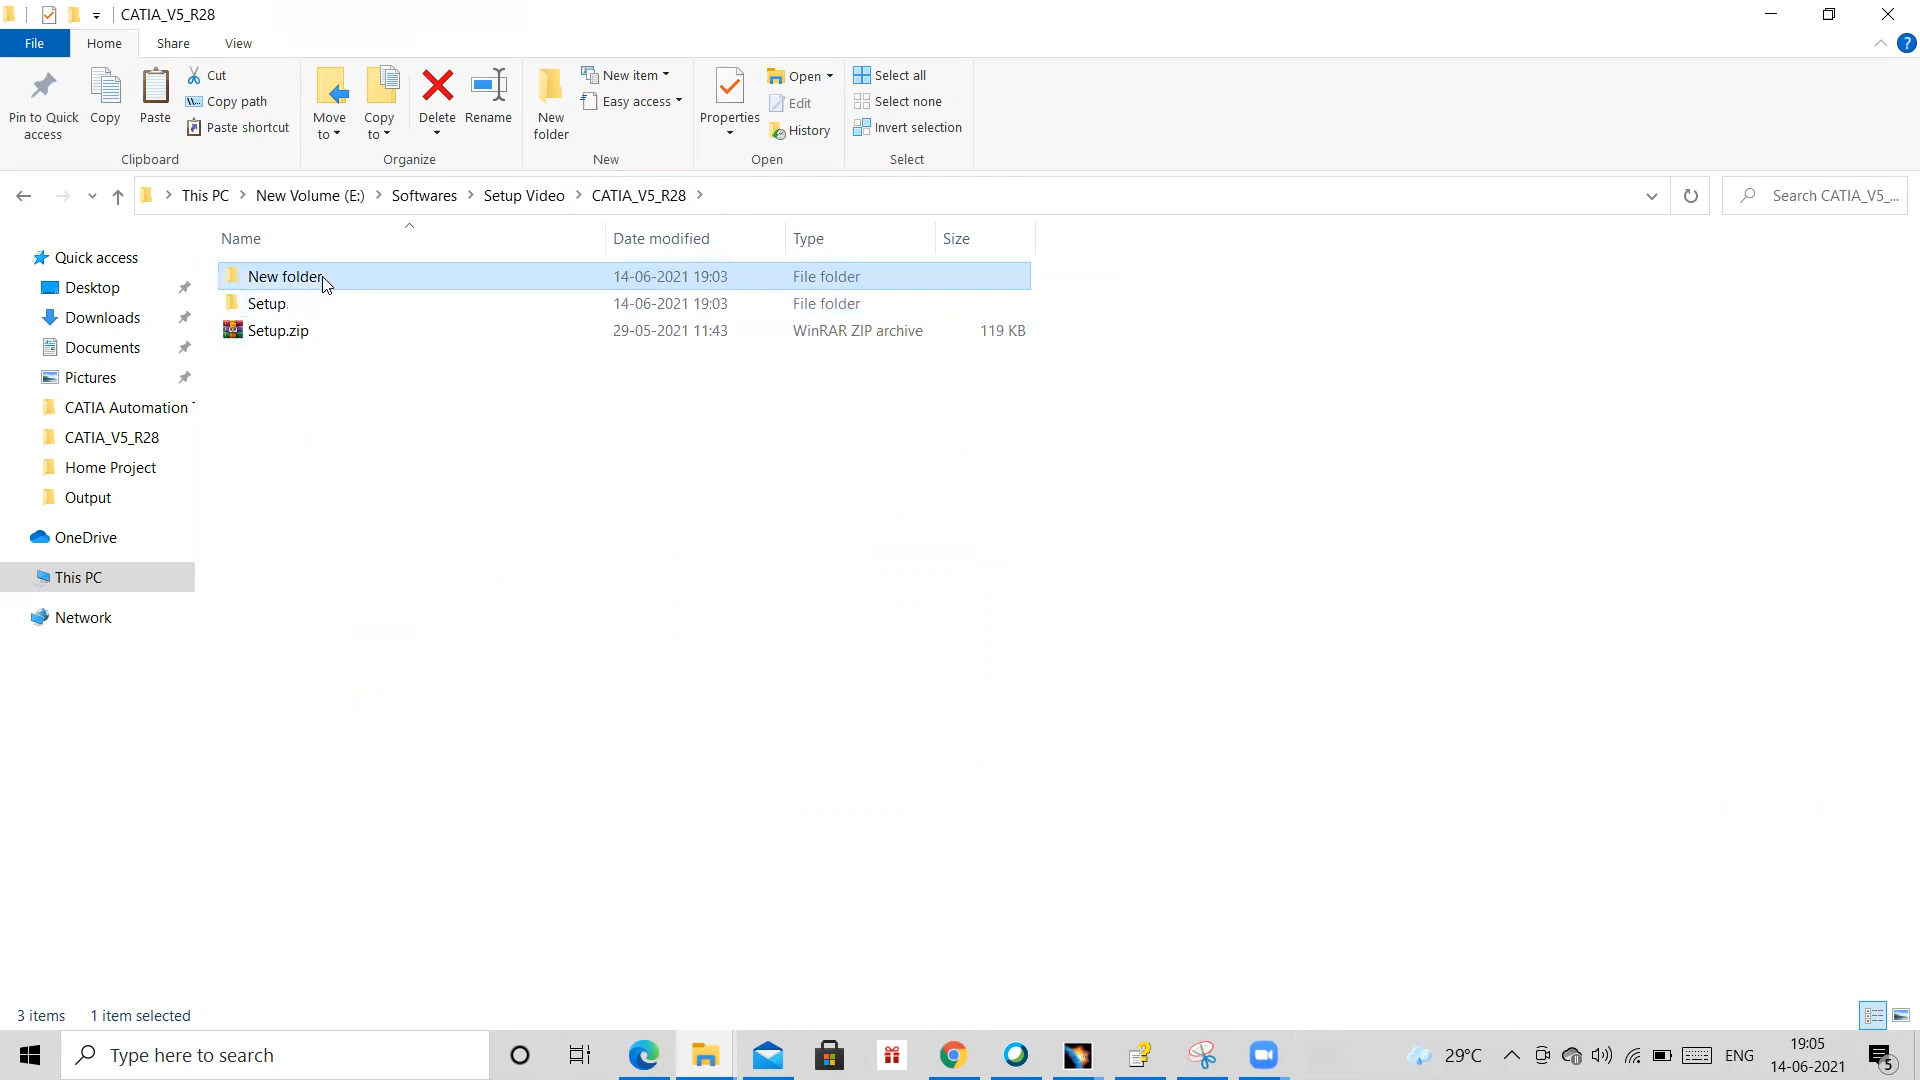 CATIA_V5_R28
File Home Share View
Pin to Quick access
Copy
Paste
Cut
Copy path
Paste shortcut
Clipboard
Move to
Copy to
Delete
Rename
Organize
New folder
New item
Easy access
New
Properties
Open
Edit
History
Open
Select all
Select none
Invert selection
Select
This PC > New Volume (E:) > Softwares > Setup Video > CATIA_V5_R28 >
Search CATIA_V5_...
Name Date modified Type Size
New folder 14-06-2021 19:03 File folder
Setup 14-06-2021 19:03 File folder
Setup.zip 29-05-2021 11:43 WinRAR ZIP archive 119 KB
Quick access
Desktop
Downloads
Documents
Pictures
CATIA Automation
CATIA_V5_R28
Home Project
Output
OneDrive
This PC
Network
3 items 1 item selected
Type here to search
29°C
ENG
19:05
14-06-2021
5